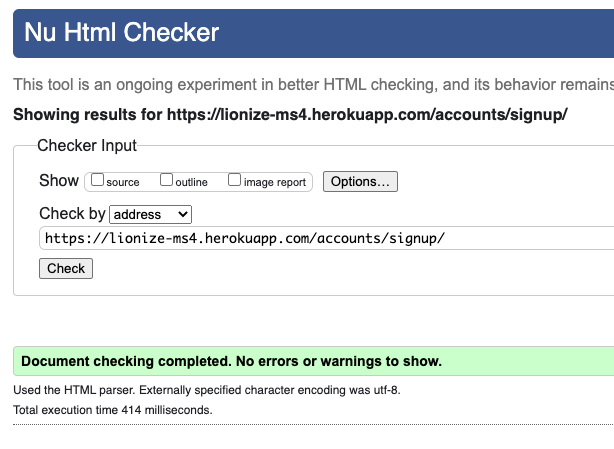 Nu Html Checker
This tool is an ongoing experiment in better HTML checking, and its behavior remains
Showing results for https://lionize-ms4.herokuapp.com/accounts/signup/
Checker Input
Show source outline image report Options...
Check by address
https://lionize-ms4.herokuapp.com/accounts/signup/
Check
Document checking completed. No errors or warnings to show.
Used the HTML parser. Externally specified character encoding was utf-8.
Total execution time 414 milliseconds.